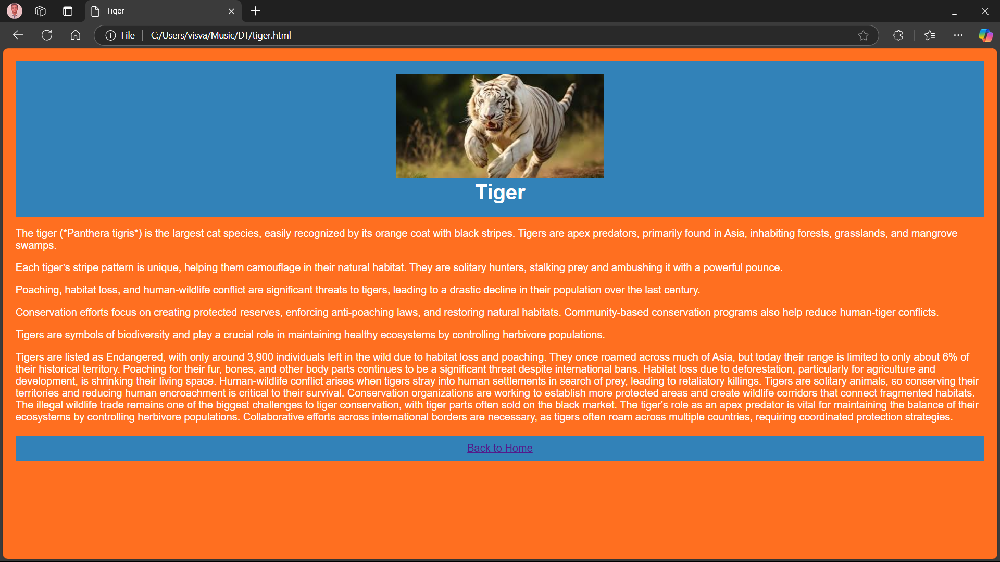 Tiger
File
C:/Users/visva/Music/DT/tiger.html
Tiger
The tiger (*Panthera tigris*) is the largest cat species, easily recognized by its orange coat with black stripes. Tigers are apex predators, primarily found in Asia, inhabiting forests, grasslands, and mangrove
swamps.
Each tiger's stripe pattern is unique, helping them camouflage in their natural habitat. They are solitary hunters, stalking prey and ambushing it with a powerful pounce.
Poaching, habitat loss, and human-wildlife conflict are significant threats to tigers, leading to a drastic decline in their population over the last century.
Conservation efforts focus on creating protected reserves, enforcing anti-poaching laws, and restoring natural habitats. Community-based conservation programs also help reduce human-tiger conflicts.
Tigers are symbols of biodiversity and play a crucial role in maintaining healthy ecosystems by controlling herbivore populations.
Tigers are listed as Endangered, with only around 3,900 individuals left in the wild due to habitat loss and poaching. They once roamed across much of Asia, but today their range is limited to only about 6% of
their historical territory. Poaching for their fur, bones, and other body parts continues to be a significant threat despite international bans. Habitat loss due to deforestation, particularly for agriculture and
development, is shrinking their living space. Human-wildlife conflict arises when tigers stray into human settlements in search of prey, leading to retaliatory killings. Tigers are solitary animals, so conserving their
territories and reducing human encroachment is critical to their survival. Conservation organizations are working to establish more protected areas and create wildlife corridors that connect fragmented habitats.
The illegal wildlife trade remains one of the biggest challenges to tiger conservation, with tiger parts often sold on the black market. The tiger's role as an apex predator is vital for maintaining the balance of their
ecosystems by controlling herbivore populations. Collaborative efforts across international borders are necessary, as tigers often roam across multiple countries, requiring coordinated protection strategies.
Back to Home